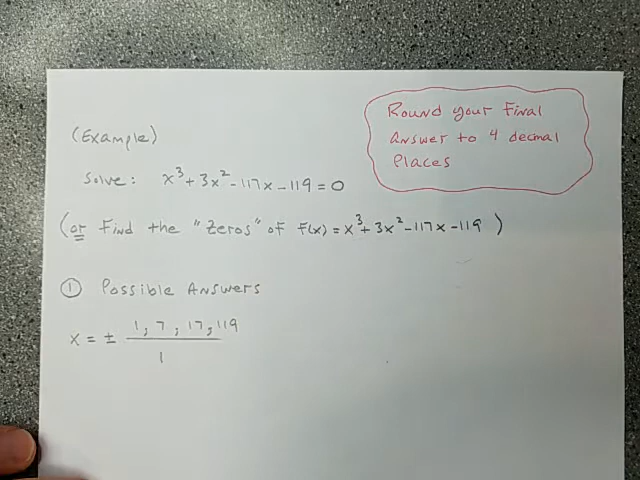 (Example)
Round your Final
Answer to 4 decimal
Places
Solve: x³+3x²-117x-119=0
(or Find the "Zeros" of f(x)=x³+3x²-117x-119)
① Possible Answers
x = ± 1, 7, 17, 119
1